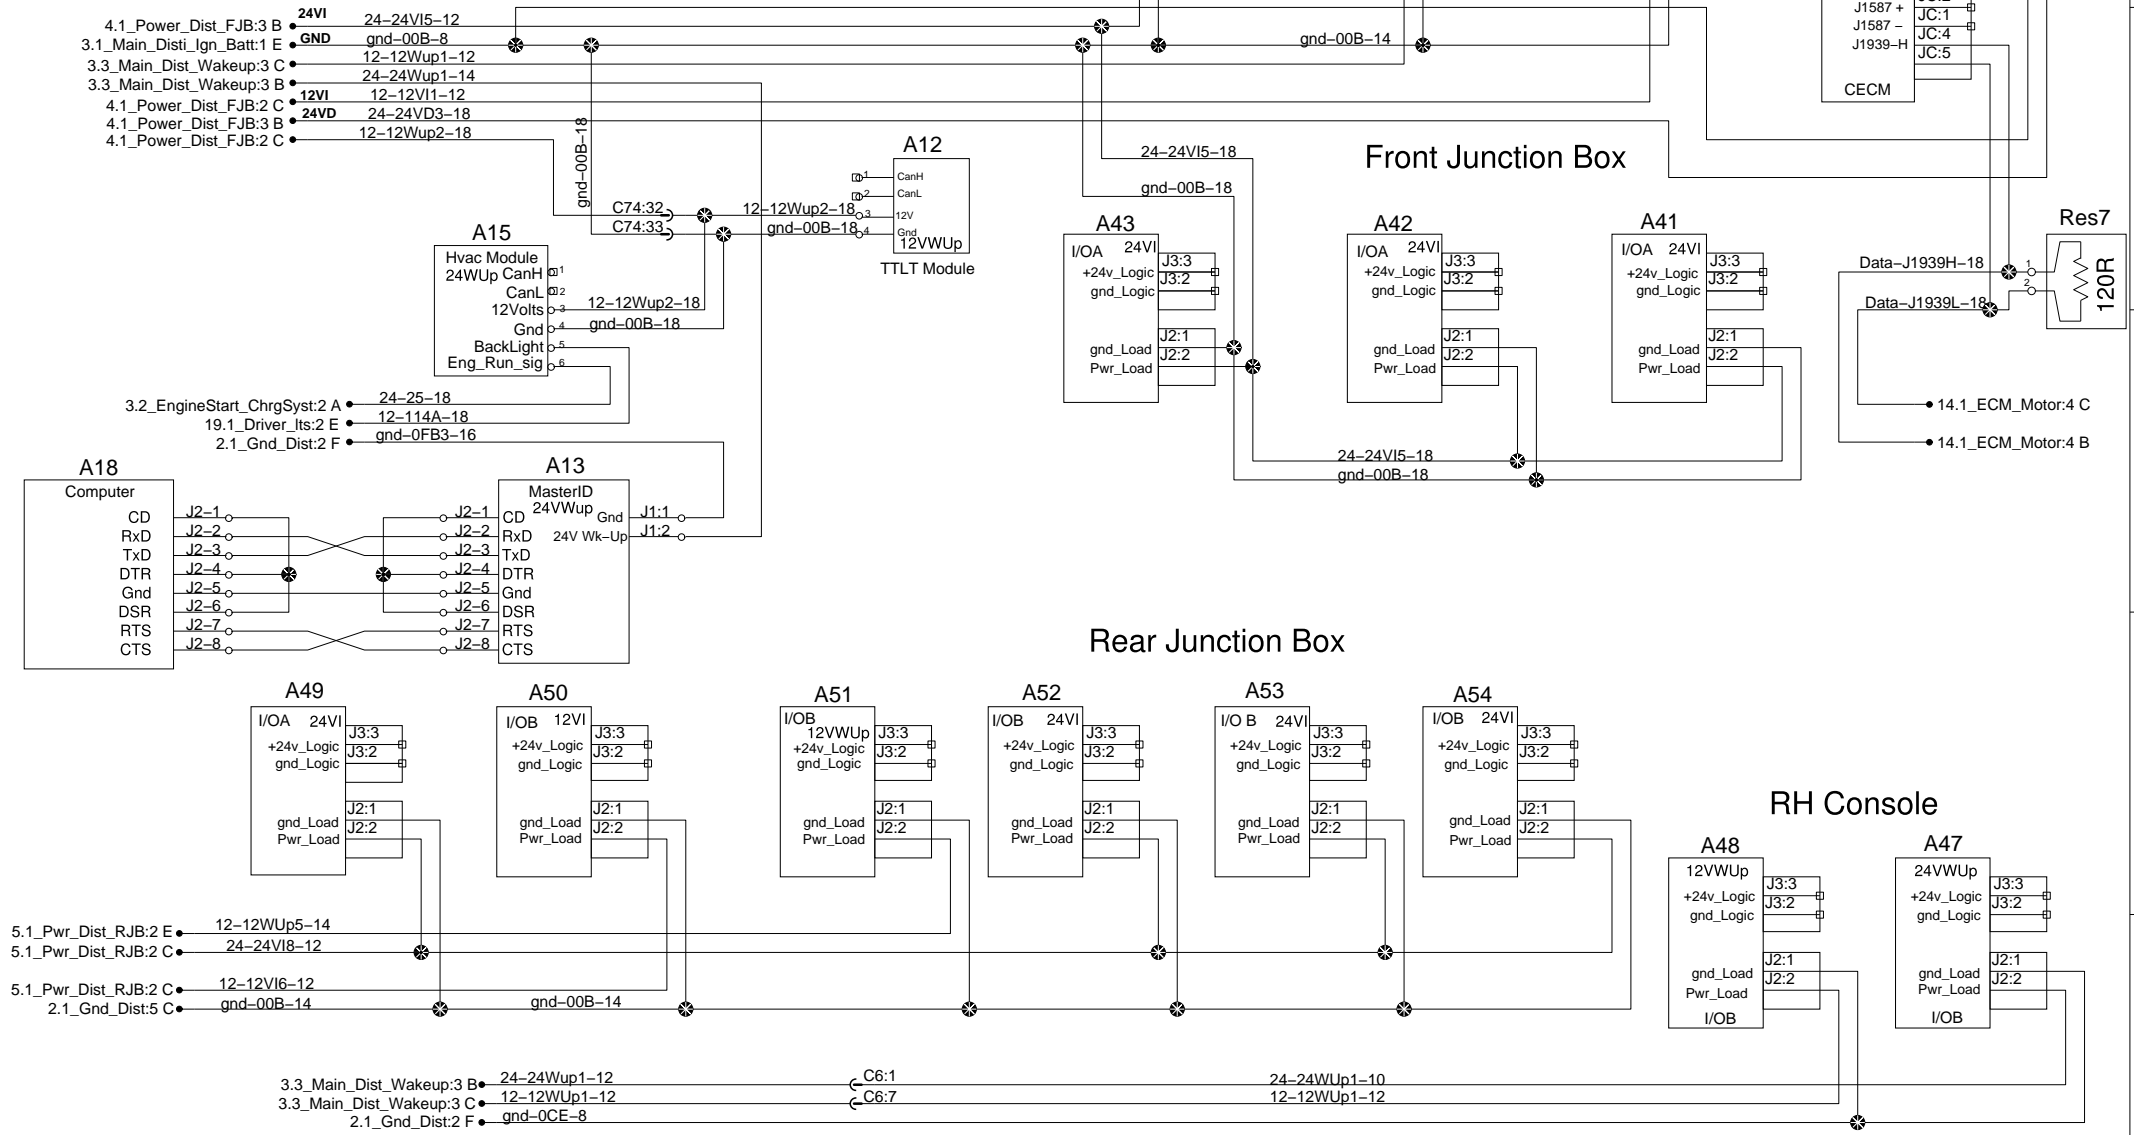 24VI
4.1_Power_Dist_FJB:3 B
24–24VI5–12
3.1_Main_Disti_Ign_Batt:1 E
GND
gnd–00B–8
gnd–00B–14
3.3_Main_Dist_Wakeup:3 C
12–12Wup1–12
3.3_Main_Dist_Wakeup:3 B
24–24Wup1–14
4.1_Power_Dist_FJB:2 C
12VI
12–12VI1–12
4.1_Power_Dist_FJB:3 B
24VD
24–24VD3–18
4.1_Power_Dist_FJB:2 C
12–12Wup2–18
gnd–00B–18
J1587 +
J1587 –
J1939–H
JC:1
JC:4
JC:5
CECM
A12
1
CanH
2
CanL
3
12V
4
Gnd
12VWUp
TTLT Module
C74:32
12–12Wup2–18
C74:33
gnd–00B–18
24–24VI5–18
gnd–00B–18
Front Junction Box
A15
Hvac Module
24WUp
CanH
1
CanL
2
12Volts
3
12–12Wup2–18
Gnd
4
gnd–00B–18
BackLight
5
Eng_Run_sig
6
A43
I/OA
24VI
+24v_Logic
gnd_Logic
J3:3
J3:2
gnd_Load
Pwr_Load
J2:1
J2:2
A42
I/OA
24VI
+24v_Logic
gnd_Logic
J3:3
J3:2
gnd_Load
Pwr_Load
J2:1
J2:2
A41
I/OA
24VI
+24v_Logic
gnd_Logic
J3:3
J3:2
gnd_Load
Pwr_Load
J2:1
J2:2
Res7
120R
1
2
Data–J1939H–18
Data–J1939L–18
14.1_ECM_Motor:4 C
14.1_ECM_Motor:4 B
3.2_EngineStart_ChrgSyst:2 A
24–25–18
19.1_Driver_lts:2 E
12–114A–18
2.1_Gnd_Dist:2 F
gnd–0FB3–16
24–24VI5–18
gnd–00B–18
A18
Computer
CD
RxD
TxD
DTR
Gnd
DSR
RTS
CTS
J2–1
J2–2
J2–3
J2–4
J2–5
J2–6
J2–7
J2–8
A13
MasterID
24VWup
J2–1
J2–2
J2–3
J2–4
J2–5
J2–6
J2–7
J2–8
CD
RxD
TxD
DTR
Gnd
DSR
RTS
CTS
Gnd
24V Wk–Up
J1:1
J1:2
Rear Junction Box
A49
I/OA
24VI
+24v_Logic
gnd_Logic
J3:3
J3:2
gnd_Load
Pwr_Load
J2:1
J2:2
A50
I/OB
12VI
+24v_Logic
gnd_Logic
J3:3
J3:2
gnd_Load
Pwr_Load
J2:1
J2:2
A51
I/OB
12VWUp
+24v_Logic
gnd_Logic
J3:3
J3:2
gnd_Load
Pwr_Load
J2:1
J2:2
A52
I/OB
24VI
+24v_Logic
gnd_Logic
J3:3
J3:2
gnd_Load
Pwr_Load
J2:1
J2:2
A53
I/O B
24VI
+24v_Logic
gnd_Logic
J3:3
J3:2
gnd_Load
Pwr_Load
J2:1
J2:2
A54
I/OB
24VI
+24v_Logic
gnd_Logic
J3:3
J3:2
gnd_Load
Pwr_Load
J2:1
J2:2
RH Console
A48
12VWUp
+24v_Logic
gnd_Logic
J3:3
J3:2
gnd_Load
Pwr_Load
J2:1
J2:2
I/OB
A47
24VWUp
+24v_Logic
gnd_Logic
J3:3
J3:2
gnd_Load
Pwr_Load
J2:1
J2:2
I/OB
5.1_Pwr_Dist_RJB:2 E
12–12WUp5–14
5.1_Pwr_Dist_RJB:2 C
24–24VI8–12
5.1_Pwr_Dist_RJB:2 C
12–12VI6–12
2.1_Gnd_Dist:5 C
gnd–00B–14
gnd–00B–14
3.3_Main_Dist_Wakeup:3 B
24–24Wup1–12
C6:1
24–24WUp1–10
3.3_Main_Dist_Wakeup:3 C
12–12WUp1–12
C6:7
12–12WUp1–12
2.1_Gnd_Dist:2 F
gnd–0CE–8